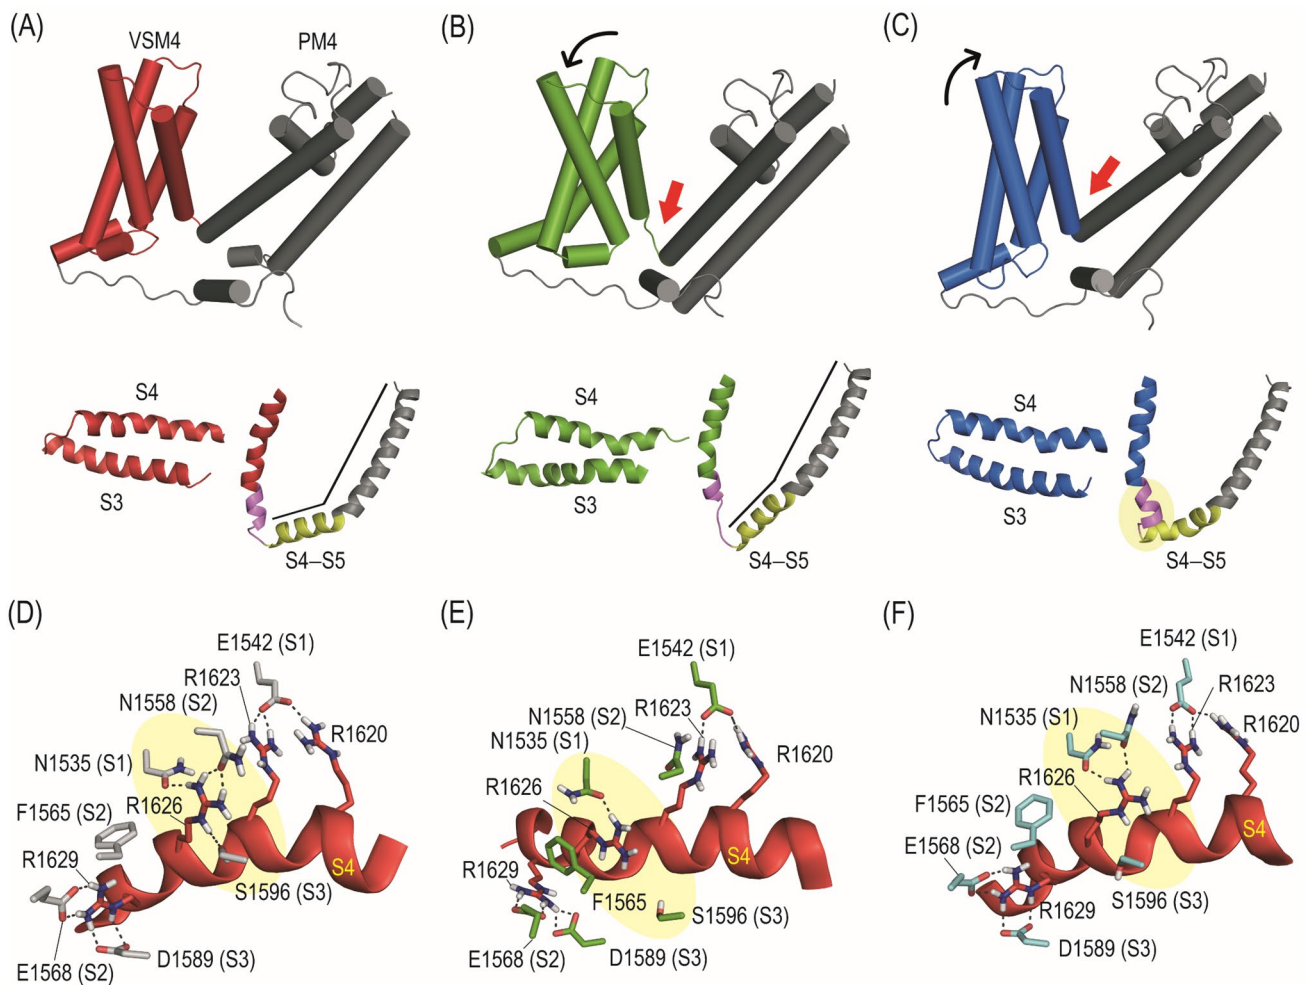 (A)
VSM4
PM4
(B)
(C)
S4
S3
S4–S5
S4
S3
S4–S5
S4
S3
S4–S5
(D)
E1542 (S1)
R1623
N1558 (S2)
R1620
N1535 (S1)
R1626
F1565 (S2)
R1629
S4
S1596 (S3)
E1568 (S2)
D1589 (S3)
(E)
E1542 (S1)
R1623
N1558 (S2)
N1535 (S1)
R1620
R1626
R1629
S4
F1565
S1596 (S3)
E1568 (S2)
D1589 (S3)
(F)
E1542 (S1)
N1558 (S2)
R1623
N1535 (S1)
R1620
R1626
F1565 (S2)
S4
E1568 (S2)
S1596 (S3)
R1629
D1589 (S3)